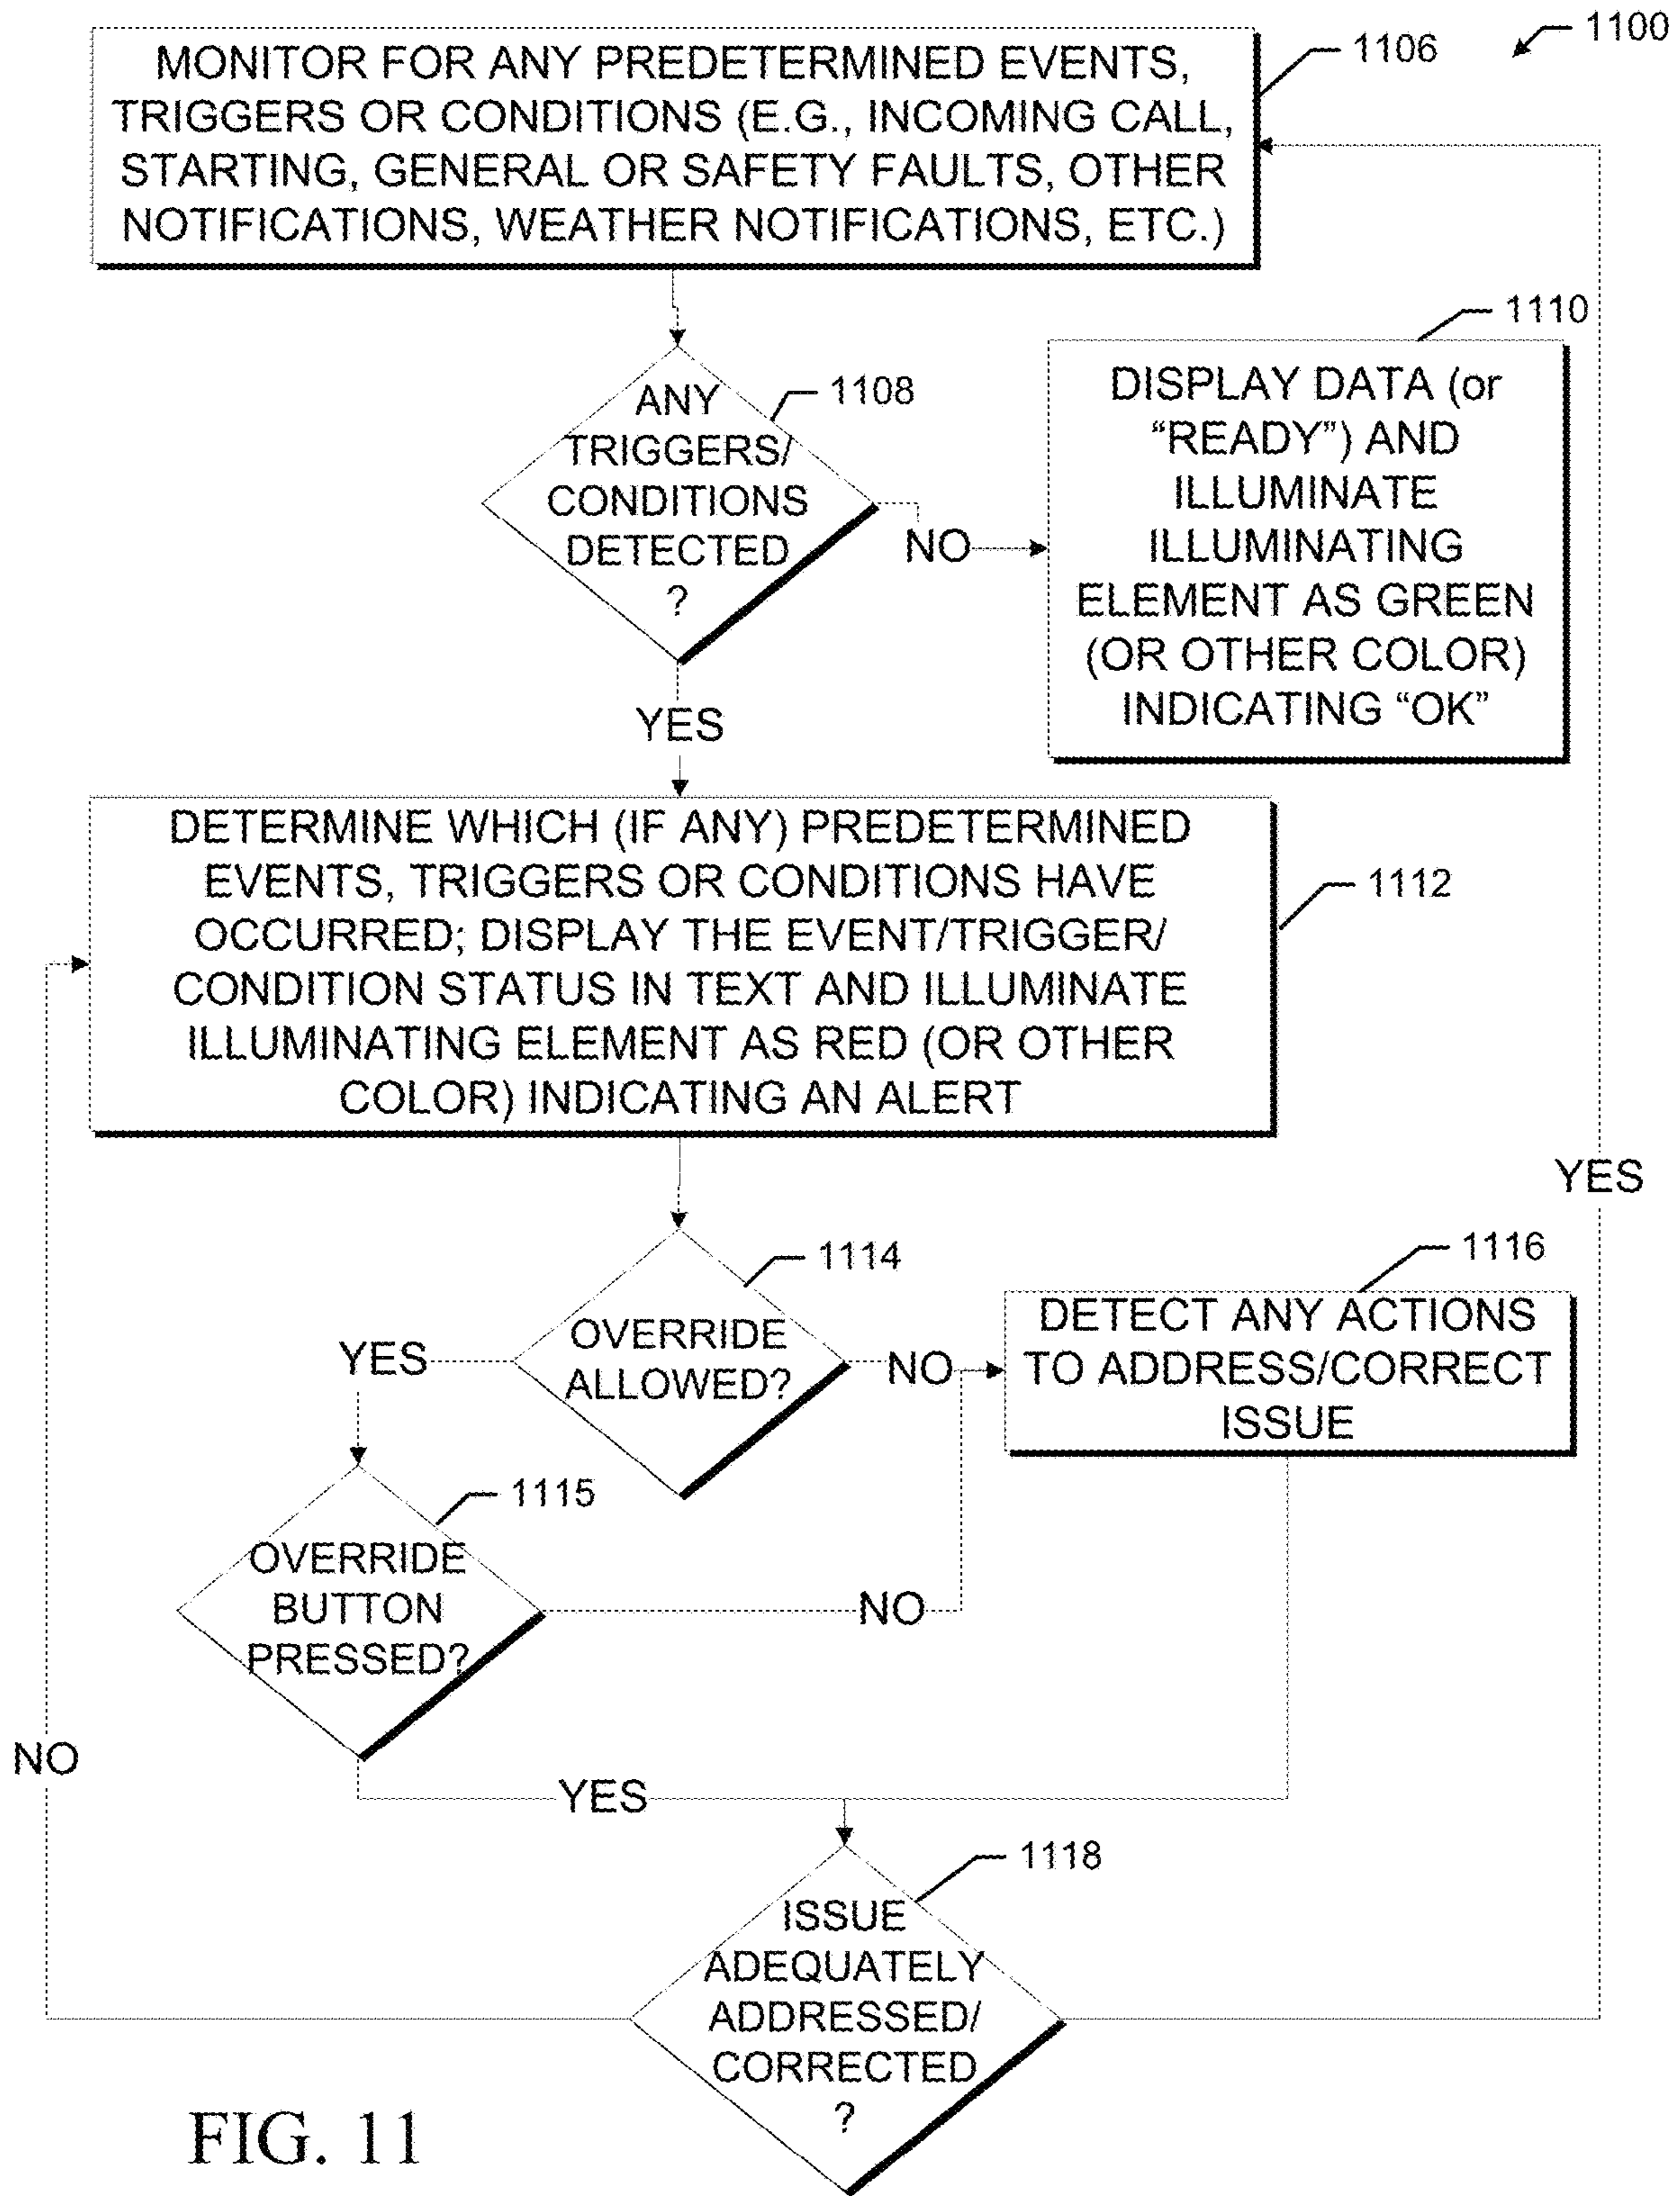 1100
1106
MONITOR FOR ANY PREDETERMINED EVENTS,
TRIGGERS OR CONDITIONS (E.G., INCOMING CALL,
STARTING, GENERAL OR SAFETY FAULTS, OTHER
NOTIFICATIONS, WEATHER NOTIFICATIONS, ETC.)
1108
ANY
TRIGGERS/
CONDITIONS
DETECTED
?
NO
1110
DISPLAY DATA (or
“READY”) AND
ILLUMINATE
ILLUMINATING
ELEMENT AS GREEN
(OR OTHER COLOR)
INDICATING “OK”
YES
DETERMINE WHICH (IF ANY) PREDETERMINED
EVENTS, TRIGGERS OR CONDITIONS HAVE
OCCURRED; DISPLAY THE EVENT/TRIGGER/
CONDITION STATUS IN TEXT AND ILLUMINATE
ILLUMINATING ELEMENT AS RED (OR OTHER
COLOR) INDICATING AN ALERT
1112
YES
1114
OVERRIDE
ALLOWED?
YES
NO
1116
DETECT ANY ACTIONS
TO ADDRESS/CORRECT
ISSUE
1115
OVERRIDE
BUTTON
PRESSED?
NO
NO
YES
1118
ISSUE
ADEQUATELY
ADDRESSED/
CORRECTED
?
FIG. 11